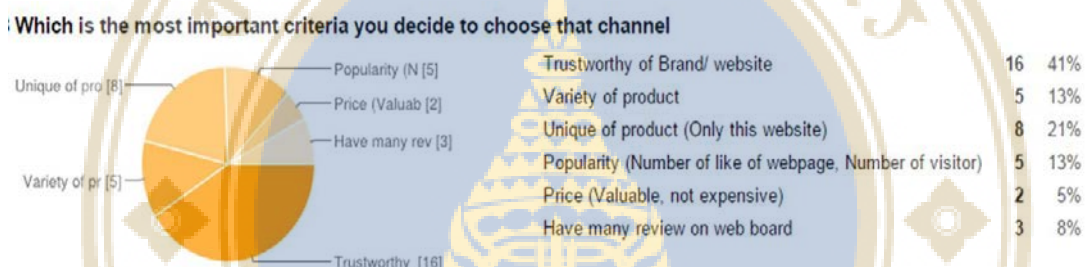 Which is the most important criteria you decide to choose that channel
Popularity (N [5]
Unique of pro [8]
Price (Valuab [2]
Have many rev [3]
Variety of pr [5]
Trustworthy [16]
Trustworthy of Brand/ website 16 41%
Variety of product 5 13%
Unique of product (Only this website) 8 21%
Popularity (Number of like of webpage, Number of visitor) 5 13%
Price (Valuable, not expensive) 2 5%
Have many review on web board 3 8%